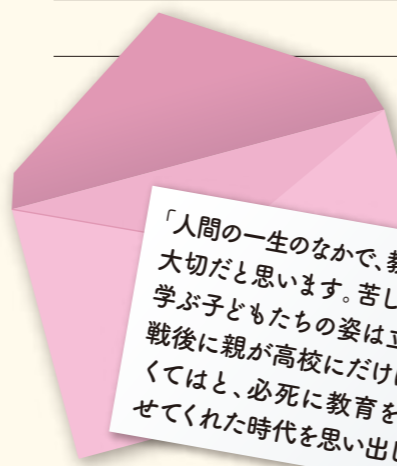 「人間の一生のなかで、教
大切だと思います。苦し
学ぶ子どもたちの姿は立
戦後に親が高校にだけ
くてはと、必死に教育を
せてくれた時代を思い出し